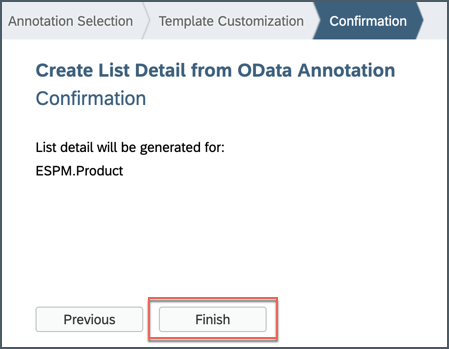 Annotation Selection Template Customization Confirmation
Create List Detail from OData Annotation
Confirmation
List detail will be generated for:
ESPM.Product
Previous Finish